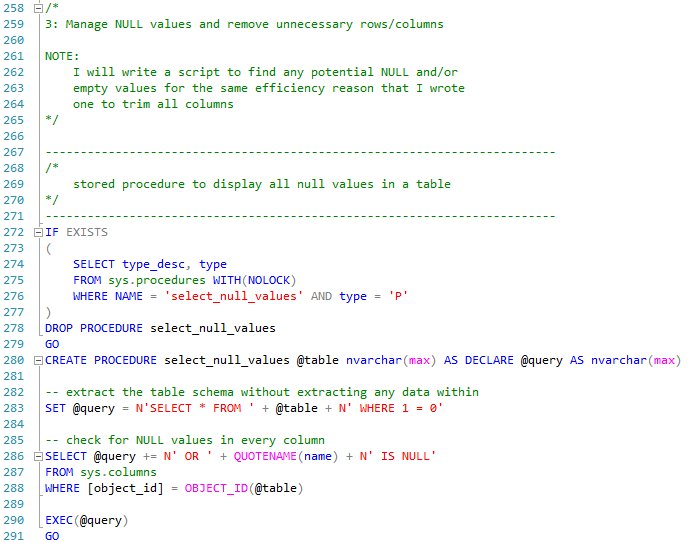 258 /*
259 3: Manage NULL values and remove unnecessary rows/columns
260
261 NOTE:
262     I will write a script to find any potential NULL and/or
263     empty values for the same efficiency reason that I wrote
264     one to trim all columns
265 */
266
267 -------------------------------------------------------------------------
268 /*
269     stored procedure to display all null values in a table
270 */
271 -------------------------------------------------------------------------
272 IF EXISTS
273 (
274     SELECT type_desc, type
275     FROM sys.procedures WITH(NOLOCK)
276     WHERE NAME = 'select_null_values' AND type = 'P'
277 )
278 DROP PROCEDURE select_null_values
279 GO
280 CREATE PROCEDURE select_null_values @table nvarchar(max) AS DECLARE @query AS nvarchar(max)
281
282 -- extract the table schema without extracting any data within
283 SET @query = N'SELECT * FROM ' + @table + N' WHERE 1 = 0'
284
285 -- check for NULL values in every column
286 SELECT @query += N' OR ' + QUOTENAME(name) + N' IS NULL'
287 FROM sys.columns
288 WHERE [object_id] = OBJECT_ID(@table)
289
290 EXEC(@query)
291 GO